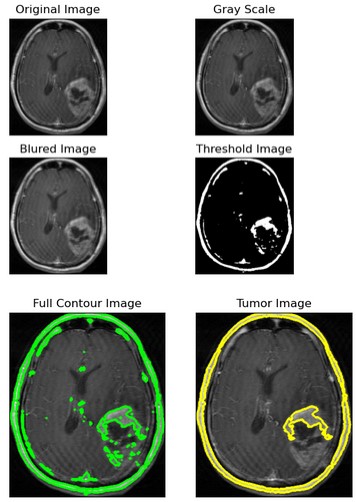 Original Image
Gray Scale
Blured Image
Threshold Image
Full Contour Image
Tumor Image